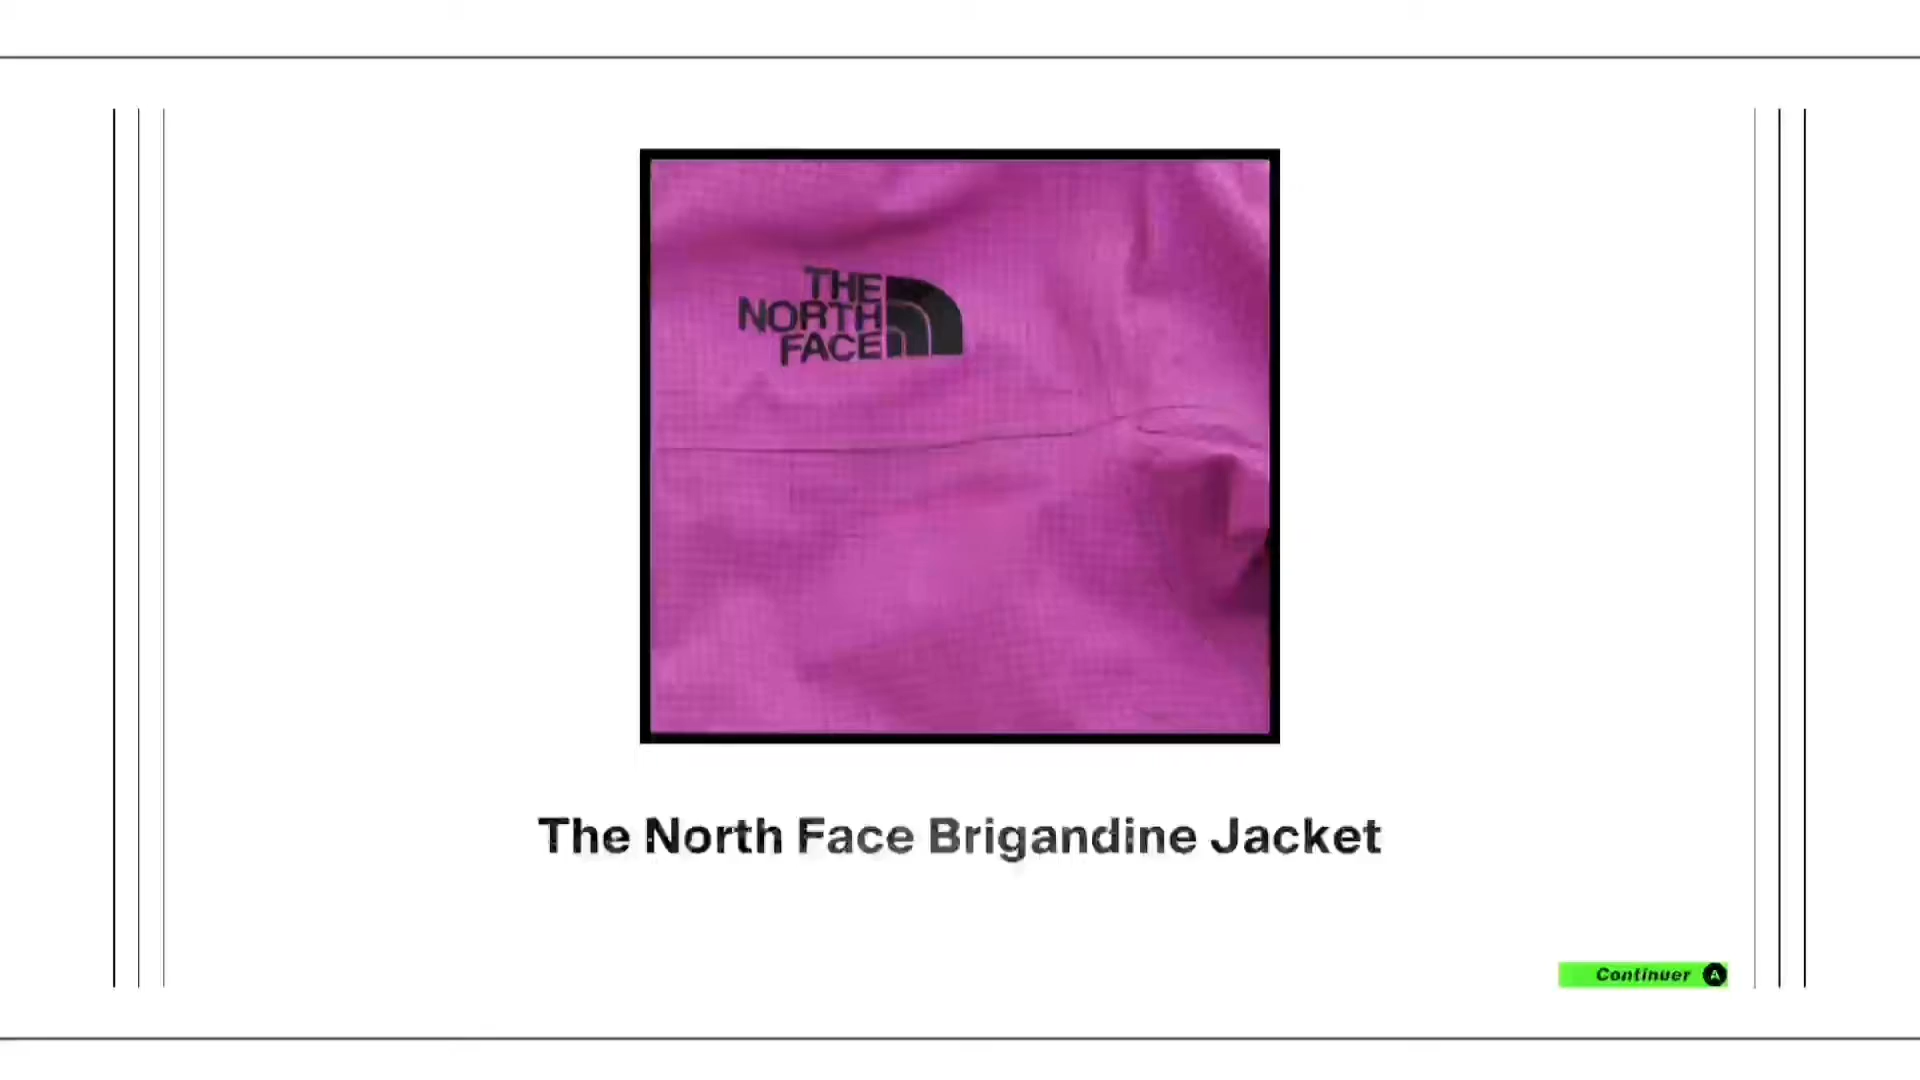 THE
NORTH
FACE
The North Face Brigandine Jacket
Continuer A